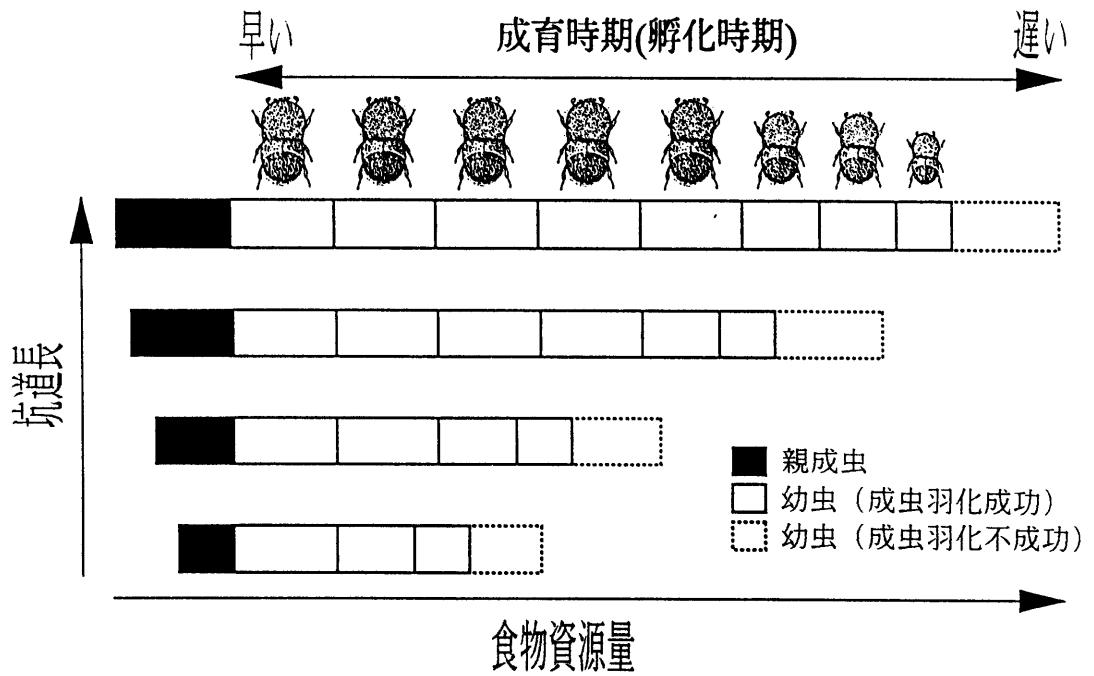 早い
成育時期(孵化時期)
遅い
坑道長
親成虫
幼虫（成虫羽化成功）
幼虫（成虫羽化不成功）
食物資源量